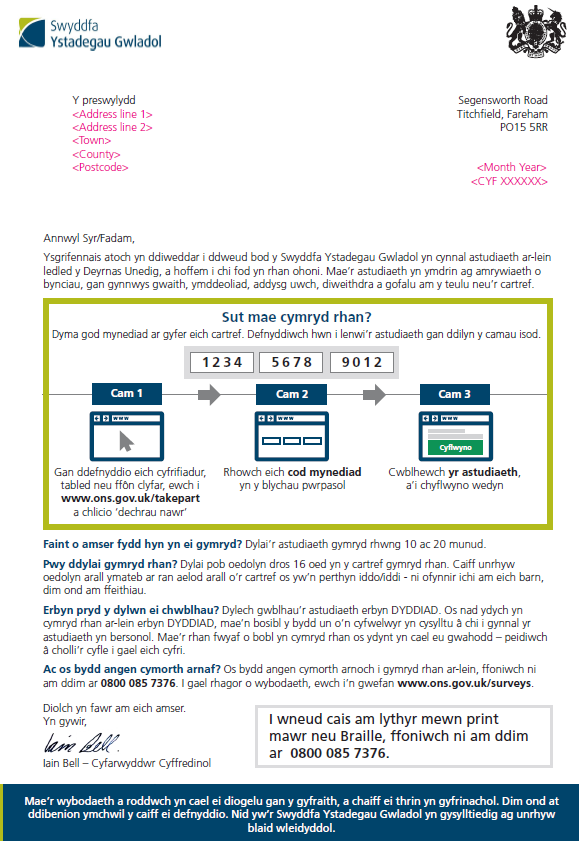 Swyddfa
Ystadegau Gwladol
Y preswylydd
<Address line 1>
<Address line 2>
<Town>
<County>
<Postcode>
Segensworth Road
Titchfield, Fareham
PO15 5RR
<Month Year>
<CYF XXXXXX>
Annwyl Syr/Fadam,
Ysgrifennais atoch yn ddiweddar i ddweud bod y Swyddfa Ystadegau Gwladol yn cynnal astudiaeth ar-lein
ledled y Deyrnas Unedig, a hoffem i chi fod yn rhan ohoni. Mae'r astudiaeth yn ymdrin ag amrywiaeth o
bynciau, gan gynnwys gwaith, ymddeoliad, addysg uwch, diweithdra a gofalu am y teulu neu'r cartref.
Sut mae cymryd rhan?
Dyma god mynediad ar gyfer eich cartref. Defnyddiwch hwn i lenwi'r astudiaeth gan ddilyn y camau isod.
1234 5678 9012
Cam 1
Cam 2
Cam 3
www
www
www
Cyflwyno
Gan ddefnyddio eich cyfrifiadur,
tabled neu ffôn clyfar, ewch i
www.ons.gov.uk/takepart
a chlicio 'dechrau nawr'
Rhowch eich cod mynediad
yn y blychau pwrpasol
Cwblhewch yr astudiaeth,
a'i chyflwyno wedyn
Faint o amser fydd hyn yn ei gymryd? Dylai'r astudiaeth gymryd rhwng 10 ac 20 munud.
Pwy ddylai gymryd rhan? Dylai pob oedolyn dros 16 oed yn y cartref gymryd rhan. Caiff unrhyw
oedolyn arall ymateb ar ran aelod arall o'r cartref os yw'n perthyn iddo/iddi - ni ofynnir ichi am eich barn,
dim ond am ffeithiau.
Erbyn pryd y dylwn ei chwblhau? Dylech gwblhau'r astudiaeth erbyn DYDDIAD. Os nad ydych yn
cymryd rhan ar-lein erbyn DYDDIAD, mae'n bosibl y bydd un o'n cyfwelwyr yn cysylltu â chi i gynnal yr
astudiaeth yn bersonol. Mae'r rhan fwyaf o bobl yn cymryd rhan os ydynt yn cael eu gwahodd – peidiwch
â cholli'r cyfle i gael eich cyfri.
Ac os bydd angen cymorth arnaf? Os bydd angen cymorth arnoch i gymryd rhan ar-lein, ffoniwch ni
am ddim ar 0800 085 7376. I gael rhagor o wybodaeth, ewch i'n gwefan www.ons.gov.uk/surveys.
Diolch yn fawr am eich amser.
Yn gywir,
Iain Bell.
Iain Bell – Cyfarwyddwr Cyffredinol
I wneud cais am lythyr mewn print
mawr neu Braille, ffoniwch ni am ddim
ar 0800 085 7376.
Mae'r wybodaeth a roddwch yn cael ei diogelu gan y gyfraith, a chaiff ei thrin yn gyfrinachol. Dim ond at
ddibenion ymchwil y caiff ei defnyddio. Nid yw'r Swyddfa Ystadegau Gwladol yn gysylltiedig ag unrhyw
blaid wleidyddol.